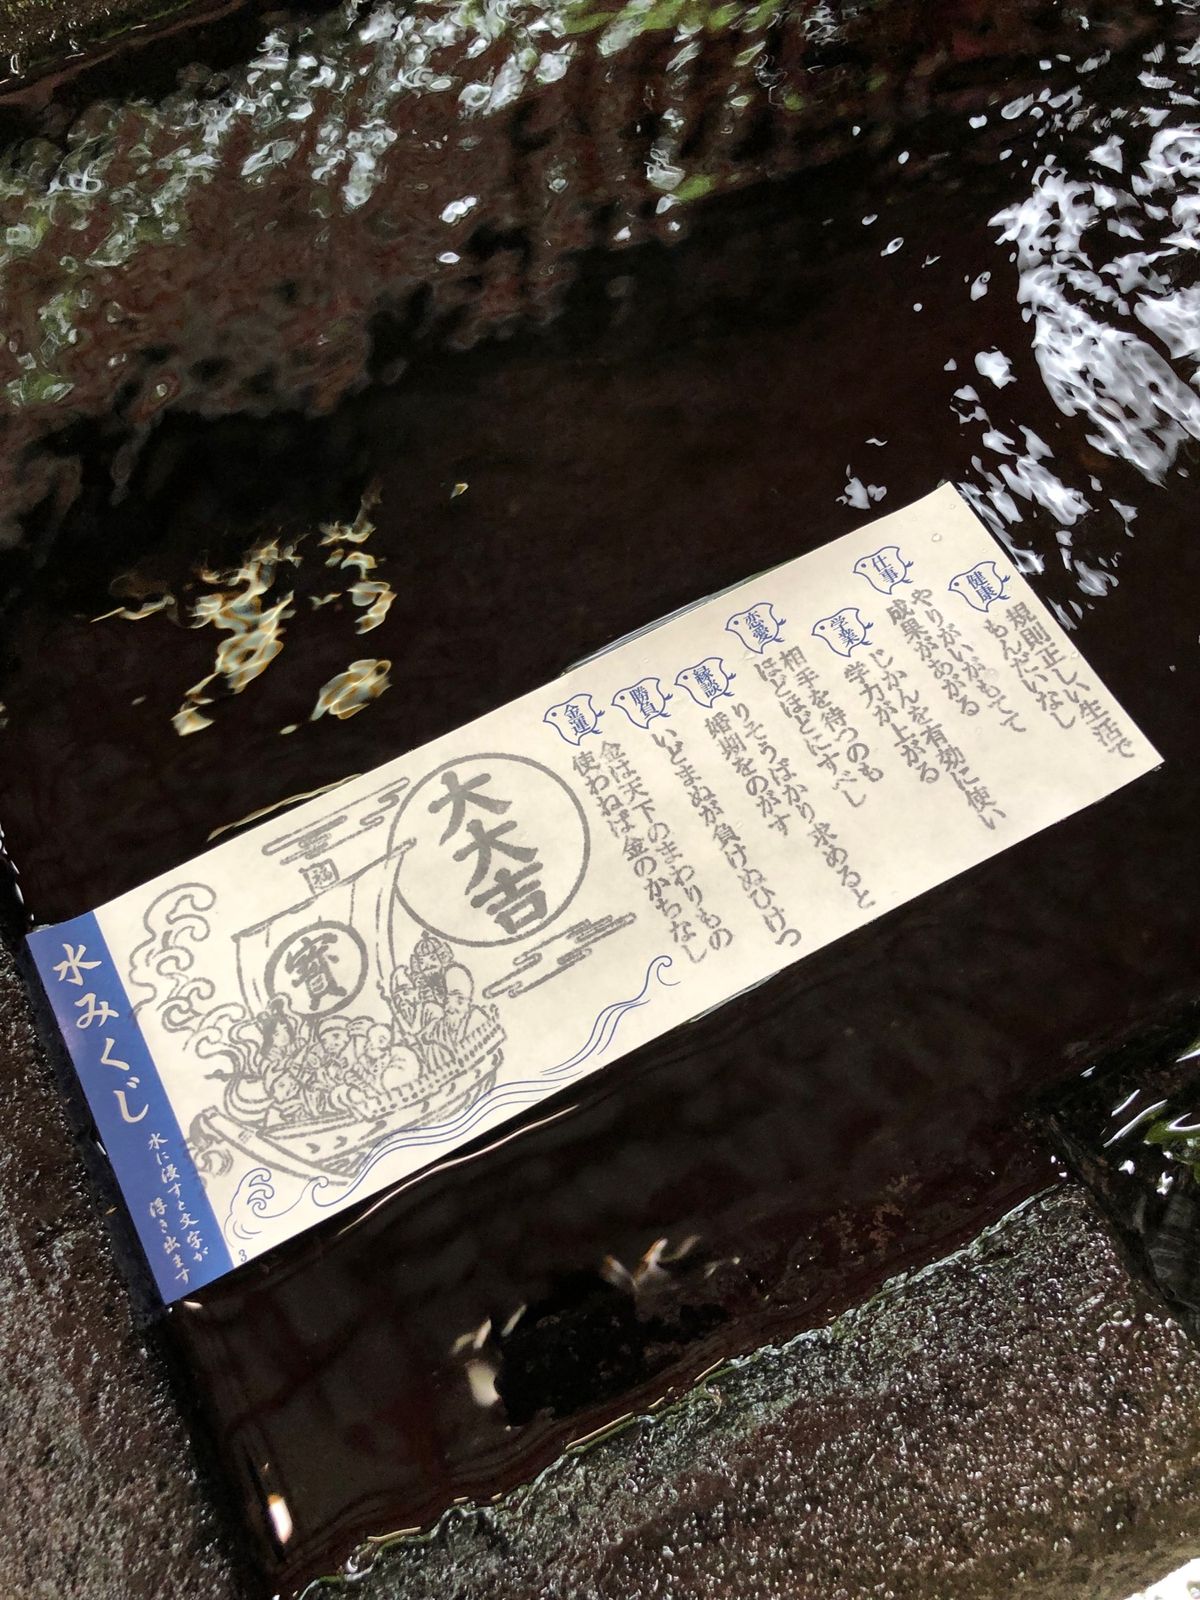 健康
規則正しい生活で
もんだいなし
仕事
やりがいがもてて
成果があがる
学業
じかんを有効に使い
学力が上がる
恋愛
相手を待つのも
ほどほどにすべし
縁談
りそうばかり求めると
婚期をのがす
勝負
いどまぬが負けぬひけつ
金運
金は天下のまわりもの
使わねば金のかちなし
大大吉
福
寳
水みくじ
水に浸すと文字が
浮き出ます
3